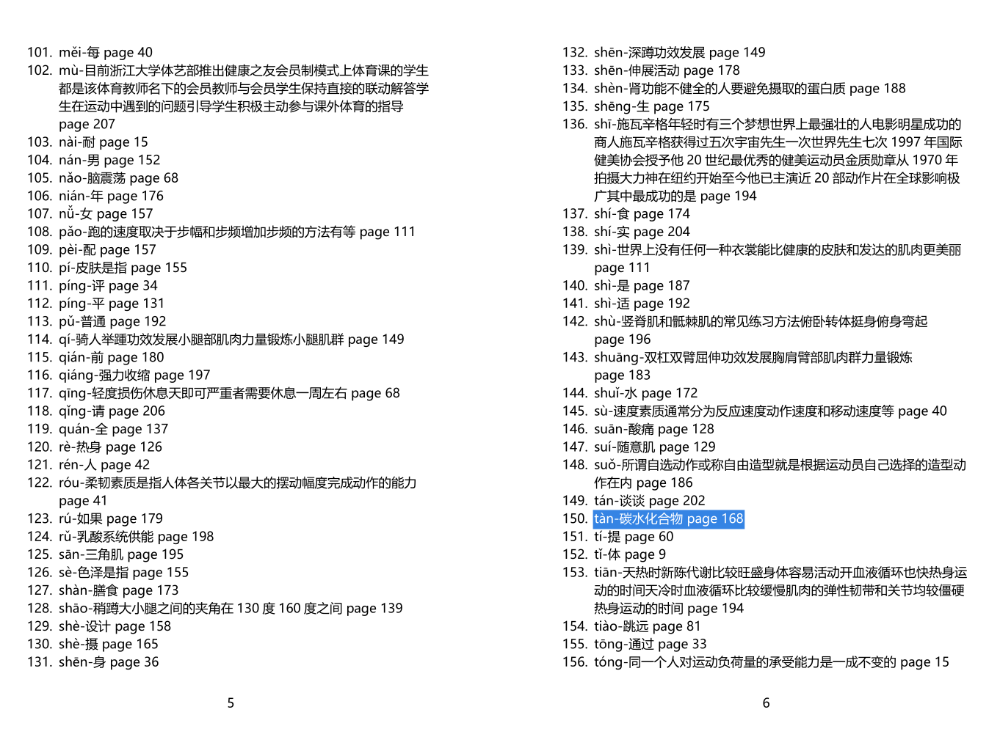 101. měi-每 page 40
102. mù-目前浙江大学体艺部推出健康之友会员制模式上体育课的学生
都是该体育教师名下的会员教师与会员学生保持直接的联动解答学
生在运动中遇到的问题引导学生积极主动参与课外体育的指导
page 207
103. nài-耐 page 15
104. nán-男 page 152
105. nǎo-脑震荡 page 68
106. nián-年 page 176
107. nǚ-女 page 157
108. pǎo-跑的速度取决于步幅和步频增加步频的方法有等 page 111
109. pèi-配 page 157
110. pí-皮肤是指 page 155
111. píng-评 page 34
112. píng-平 page 131
113. pǔ-普通 page 192
114. qí-骑人举踵功效发展小腿部肌肉力量锻炼小腿肌群 page 149
115. qián-前 page 180
116. qiáng-强力收缩 page 197
117. qīng-轻度损伤休息天即可严重者需要休息一周左右 page 68
118. qǐng-请 page 206
119. quán-全 page 137
120. rè-热身 page 126
121. rén-人 page 42
122. róu-柔韧素质是指人体各关节以最大的摆动幅度完成动作的能力
page 41
123. rú-如果 page 179
124. rǔ-乳酸系统供能 page 198
125. sān-三角肌 page 195
126. sè-色泽是指 page 155
127. shàn-膳食 page 173
128. shāo-稍蹲大小腿之间的夹角在 130 度 160 度之间 page 139
129. shè-设计 page 158
130. shè-摄 page 165
131. shēn-身 page 36
5
132. shēn-深蹲功效发展 page 149
133. shēn-伸展活动 page 178
134. shèn-肾功能不健全的人要避免摄取的蛋白质 page 188
135. shēng-生 page 175
136. shī-施瓦辛格年轻时有三个梦想世界上最强壮的人电影明星成功的
商人施瓦辛格获得过五次宇宙先生一次世界先生七次 1997 年国际
健美协会授予他 20 世纪最优秀的健美运动员金质勋章从 1970 年
拍摄大力神在纽约开始至今他已主演近 20 部动作片在全球影响极
广其中最成功的是 page 194
137. shí-食 page 174
138. shí-实 page 204
139. shì-世界上没有任何一种衣裳能比健康的皮肤和发达的肌肉更美丽
page 111
140. shì-是 page 187
141. shì-适 page 192
142. shù-竖脊肌和骶棘肌的常见练习方法俯卧转体挺身俯身弯起
page 196
143. shuāng-双杠双臂屈伸功效发展胸肩臂部肌肉群力量锻炼
page 183
144. shuǐ-水 page 172
145. sù-速度素质通常分为反应速度动作速度和移动速度等 page 40
146. suān-酸痛 page 128
147. suí-随意肌 page 129
148. suǒ-所谓自选动作或称自由造型就是根据运动员自己选择的造型动
作在内 page 186
149. tán-谈谈 page 202
150. tàn-碳水化合物 page 168
151. tí-提 page 60
152. tǐ-体 page 9
153. tiān-天热时新陈代谢比较旺盛身体容易活动开血液循环也快热身运
动的时间天冷时血液循环比较缓慢肌肉的弹性韧带和关节均较僵硬
热身运动的时间 page 194
154. tiào-跳远 page 81
155. tōng-通过 page 33
156. tóng-同一个人对运动负荷量的承受能力是一成不变的 page 15
6